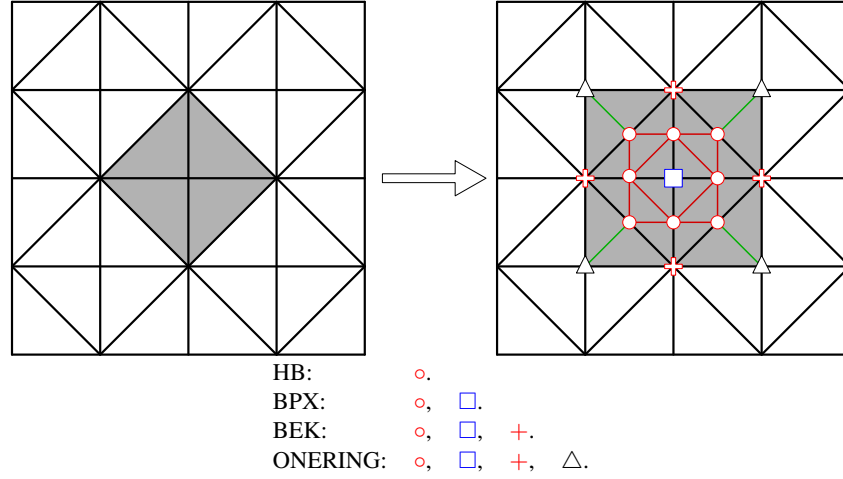 HB: ○.
BPX: ○, □.
BEK: ○, □, +.
ONERING: ○, □, +, △.